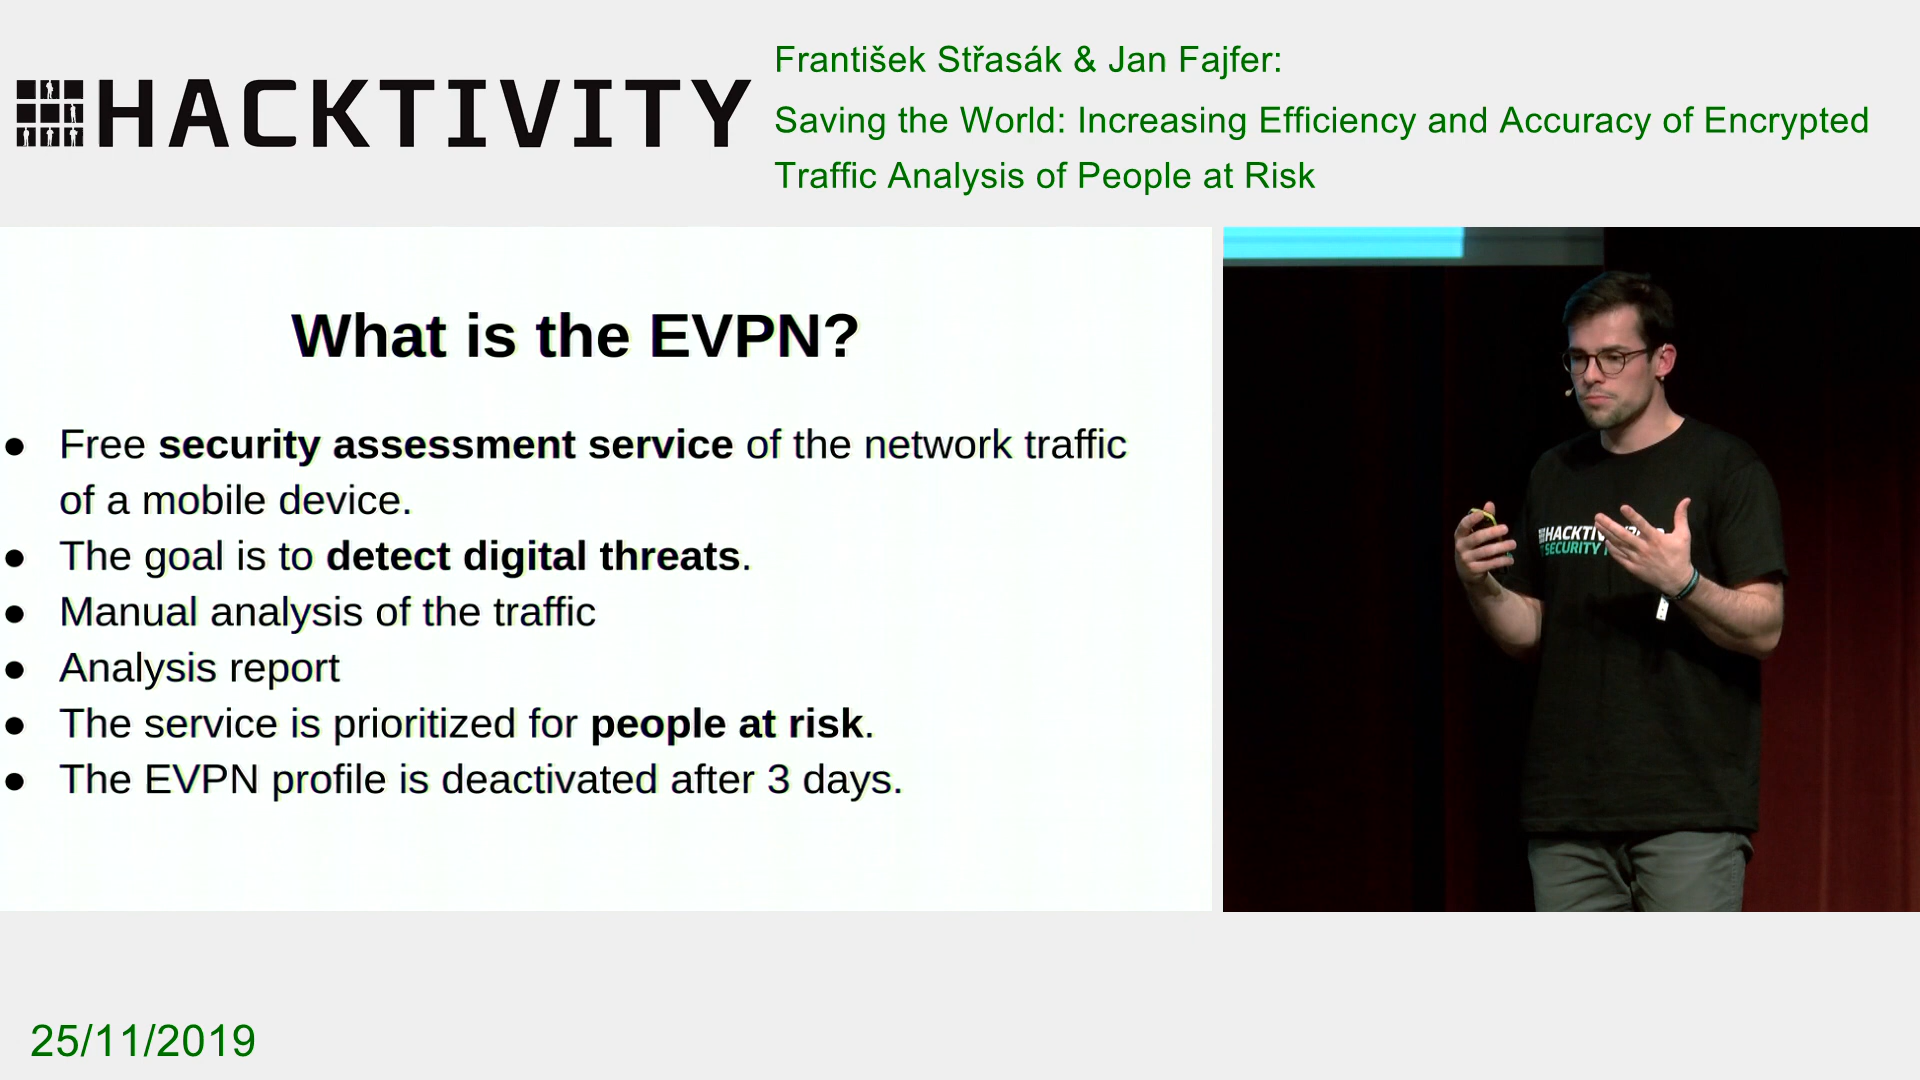 HACKTIVITY
František Střasák & Jan Fajfer:
Saving the World: Increasing Efficiency and Accuracy of Encrypted
Traffic Analysis of People at Risk
What is the EVPN?
● Free security assessment service of the network traffic
of a mobile device.
● The goal is to detect digital threats.
● Manual analysis of the traffic
● Analysis report
● The service is prioritized for people at risk.
● The EVPN profile is deactivated after 3 days.
SECURITY
25/11/2019